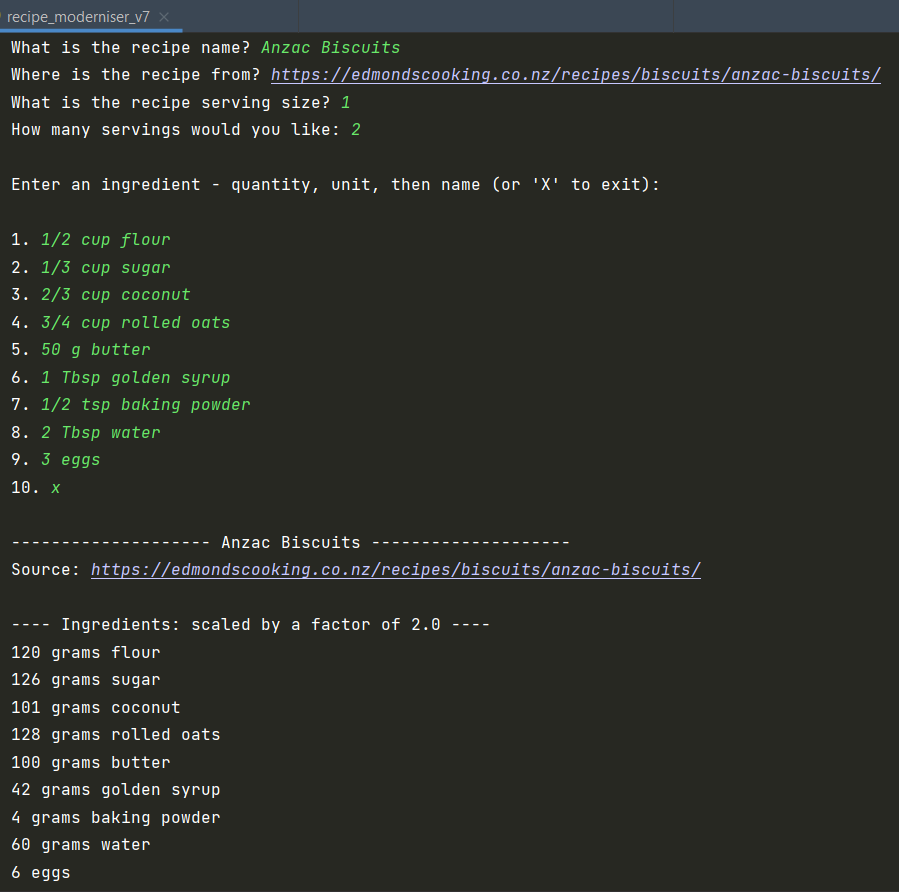 recipe_moderniser_v7
What is the recipe name? Anzac Biscuits
Where is the recipe from? https://edmondscooking.co.nz/recipes/biscuits/anzac-biscuits/
What is the recipe serving size? 1
How many servings would you like: 2
Enter an ingredient - quantity, unit, then name (or 'X' to exit):
1. 1/2 cup flour
2. 1/3 cup sugar
3. 2/3 cup coconut
4. 3/4 cup rolled oats
5. 50 g butter
6. 1 Tbsp golden syrup
7. 1/2 tsp baking powder
8. 2 Tbsp water
9. 3 eggs
10. x
-------------------- Anzac Biscuits --------------------
Source: https://edmondscooking.co.nz/recipes/biscuits/anzac-biscuits/
---- Ingredients: scaled by a factor of 2.0 ----
120 grams flour
126 grams sugar
101 grams coconut
128 grams rolled oats
100 grams butter
42 grams golden syrup
4 grams baking powder
60 grams water
6 eggs